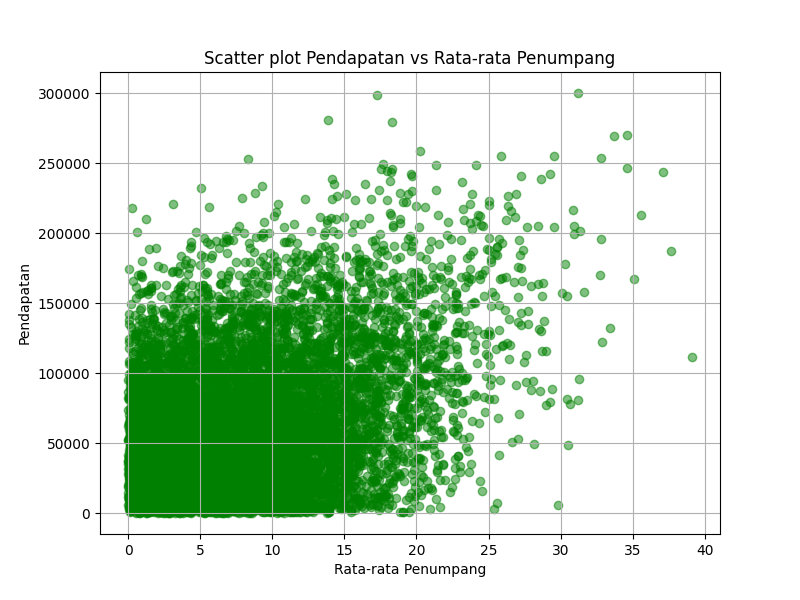 Scatter plot Pendapatan vs Rata-rata Penumpang
300000
250000
200000
150000
100000
50000
0
Pendapatan
0 5 10 15 20 25 30 35 40
Rata-rata Penumpang